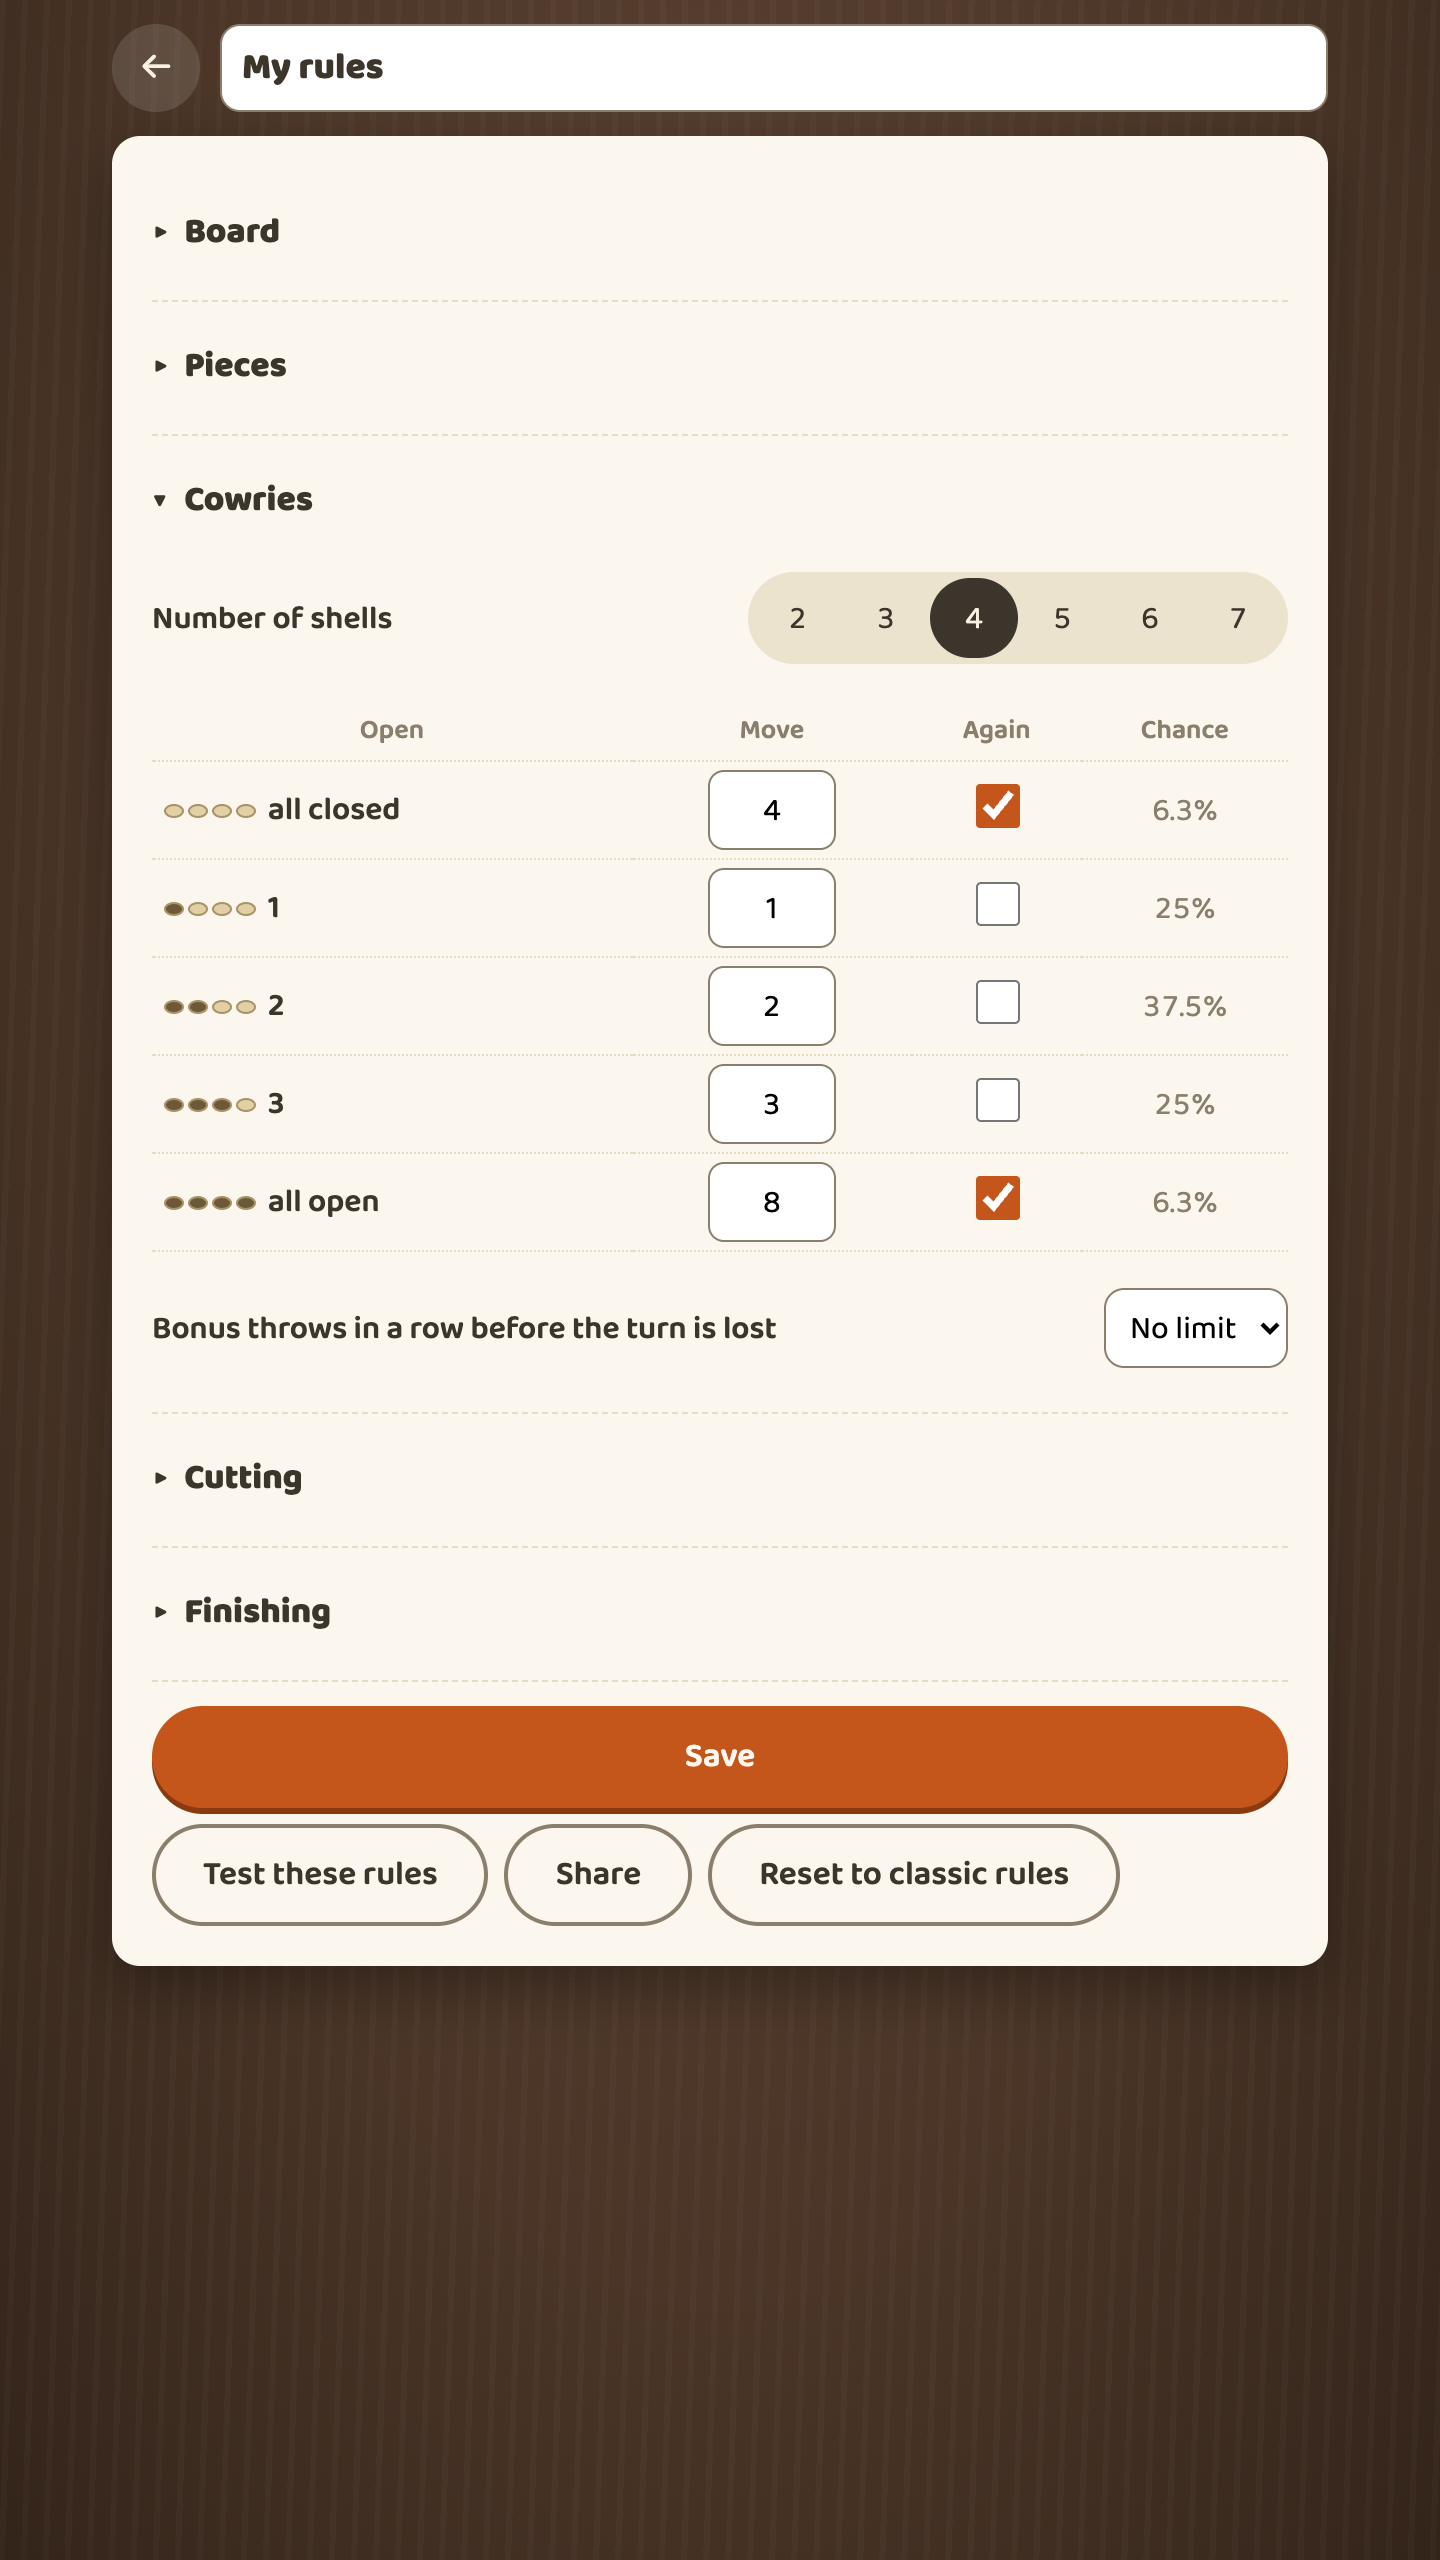 My rules
Board
Pieces
Cowries
Number of shells 2 3 4 5 6 7
Open Move Again Chance
all closed 4 6.3%
1 1 25%
2 2 37.5%
3 3 25%
all open 8 6.3%
Bonus throws in a row before the turn is lost No limit
Cutting
Finishing
Save
Test these rules Share Reset to classic rules